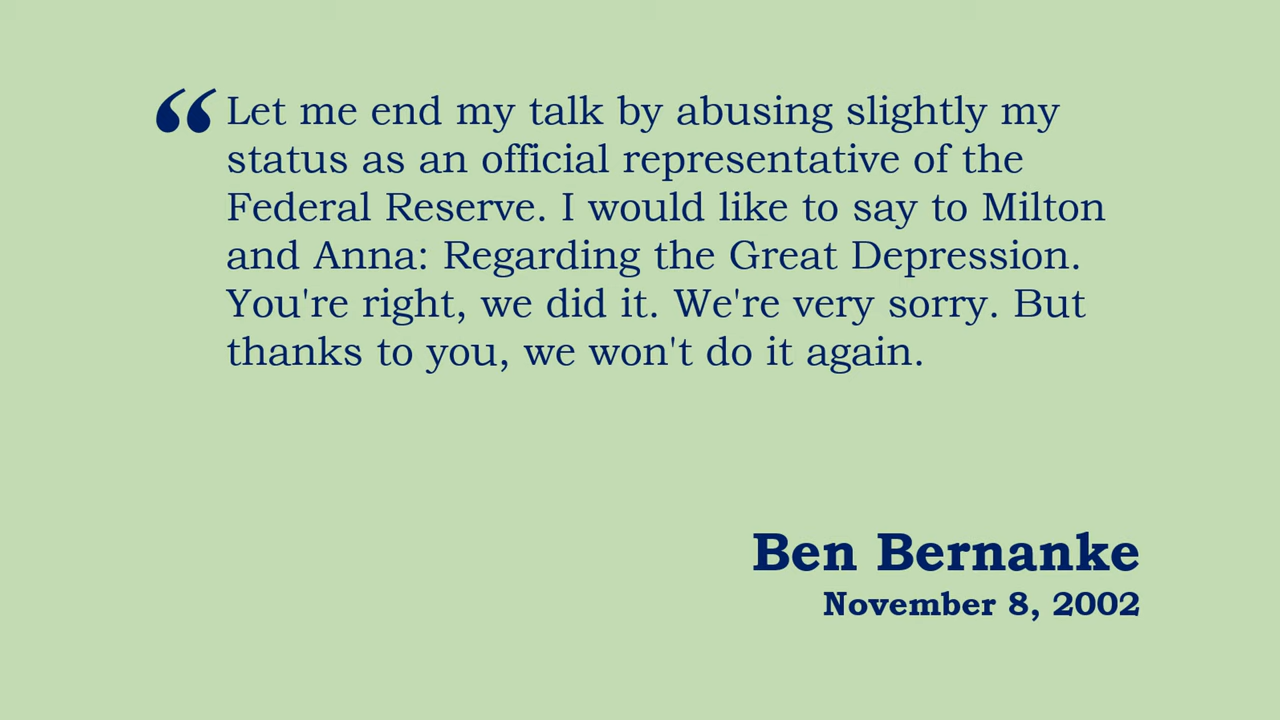 “Let me end my talk by abusing slightly my
status as an official representative of the
Federal Reserve. I would like to say to Milton
and Anna: Regarding the Great Depression.
You're right, we did it. We're very sorry. But
thanks to you, we won't do it again.
Ben Bernanke
November 8, 2002